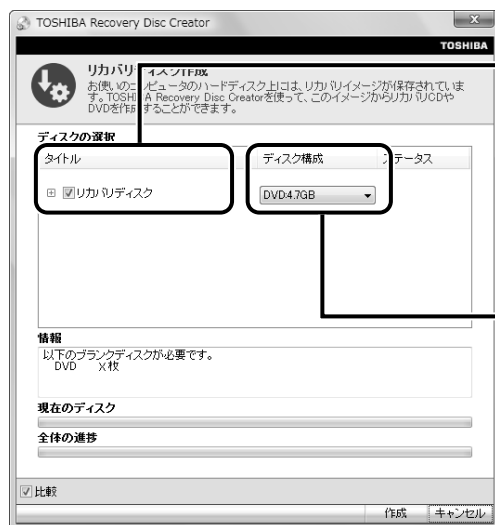 TOSHIBA Recovery Disc Creator
TOSHIBA
リカバリディスク作成
お使いのコンピュータのハードディスク上には、リカバリイメージが保存されていま
す。TOSHIBA Recovery Disc Creatorを使って、このイメージからリカバリCDや
DVDを作成することができます。
ディスクの選択
タイトル ディスク構成 ステータス
リカバリディスク DVD:4.7GB
情報
以下のブランクディスクが必要です。
DVD X枚
現在のディスク
全体の進捗
比較
作成 キャンセル